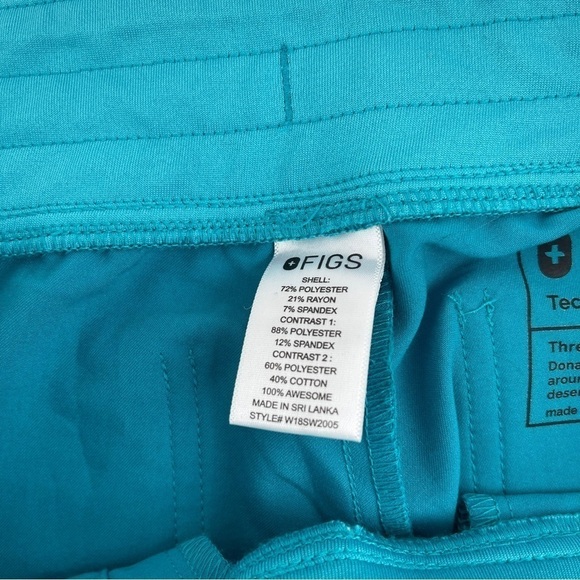 FIGS
SHELL:
72% POLYESTER
21% RAYON
7% SPANDEX
CONTRAST 1:
88% POLYESTER
12% SPANDEX
CONTRAST 2 :
60% POLYESTER
40% COTTON
100% AWESOME
MADE IN SRI LANKA
STYLE# W18SW2005
Tec
Thre
Dona
aroun
deser
made